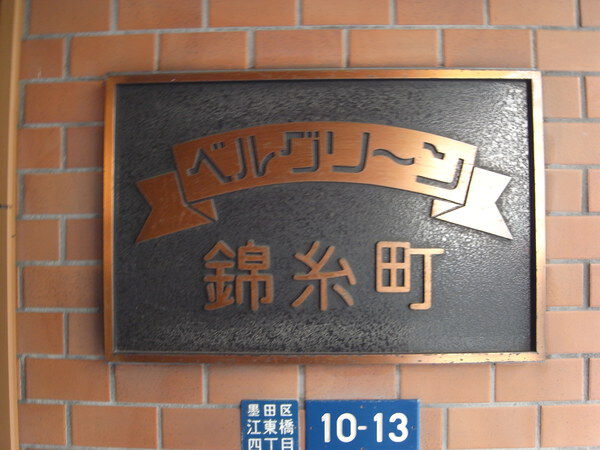 ベルグリーン
錦糸町
墨田区
江東橋
四丁目
10-13